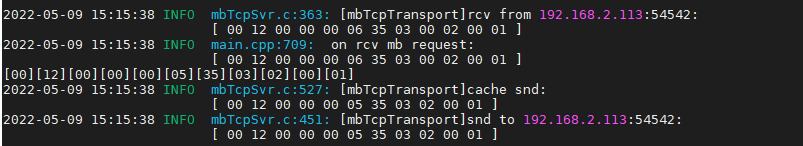 2022-05-09 15:15:38 INFO  mbTcpSvr.c:363: [mbTcpTransport]rcv from 192.168.2.113:54542:
[ 00 12 00 00 00 06 35 03 00 02 00 01 ]
2022-05-09 15:15:38 INFO  main.cpp:709:  on rcv mb request:
[ 00 12 00 00 00 06 35 03 00 02 00 01 ]
[00][12][00][00][00][05][35][03][02][00][01]
2022-05-09 15:15:38 INFO  mbTcpSvr.c:527: [mbTcpTransport]cache snd:
[ 00 12 00 00 00 05 35 03 02 00 01 ]
2022-05-09 15:15:38 INFO  mbTcpSvr.c:451: [mbTcpTransport]snd to 192.168.2.113:54542:
[ 00 12 00 00 00 05 35 03 02 00 01 ]